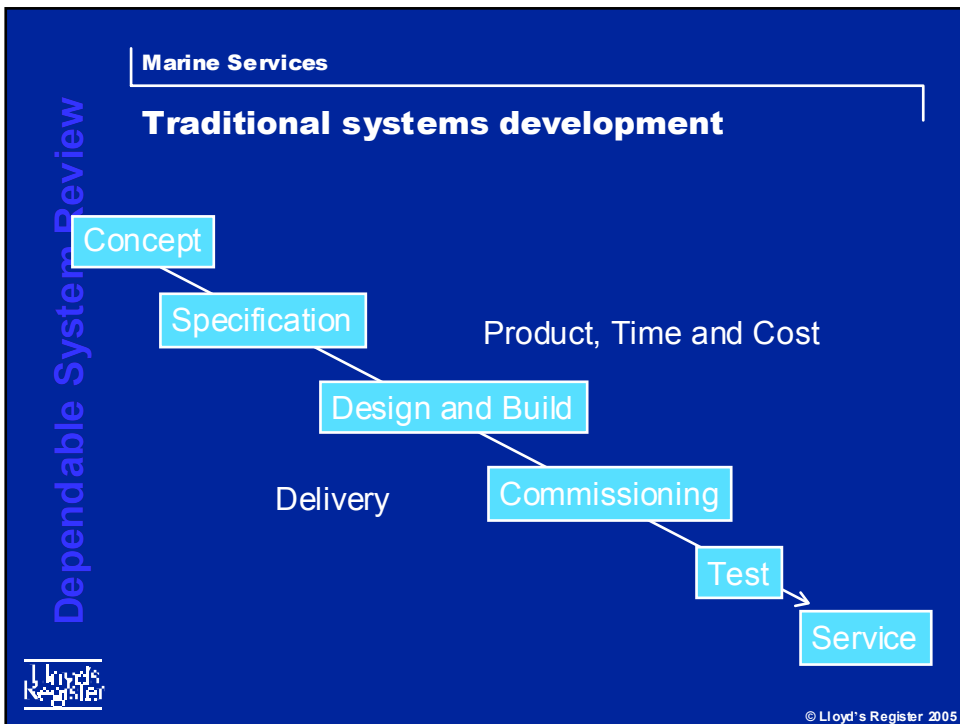 Marine Services
Traditional systems development
Dependable System Review
Concept
Specification
Product, Time and Cost
Design and Build
Delivery
Commissioning
Test
Service
Lloyd's
Register
© Lloyd's Register 2005